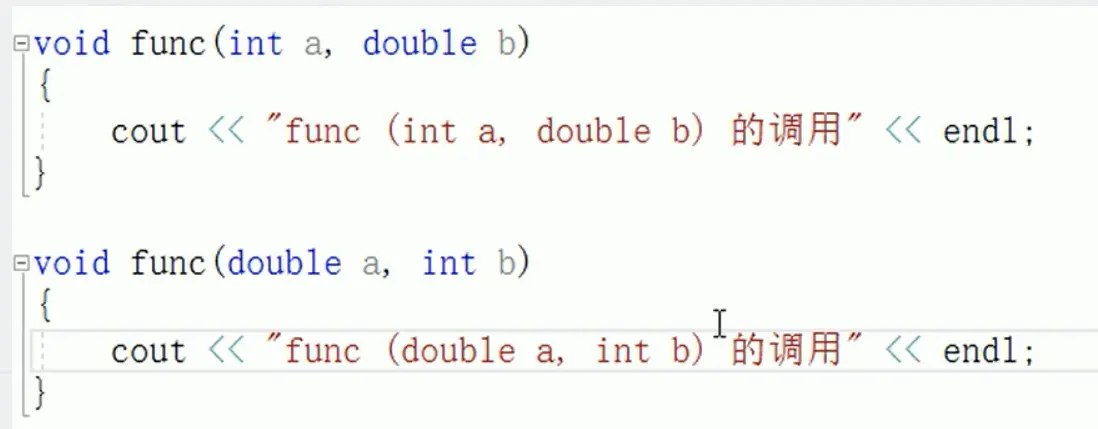 void func(int a, double b)
{
cout << "func (int a, double b) 的调用" << endl;
}
void func(double a, int b)
{
cout << "func (double a, int b) 的调用" << endl;
}